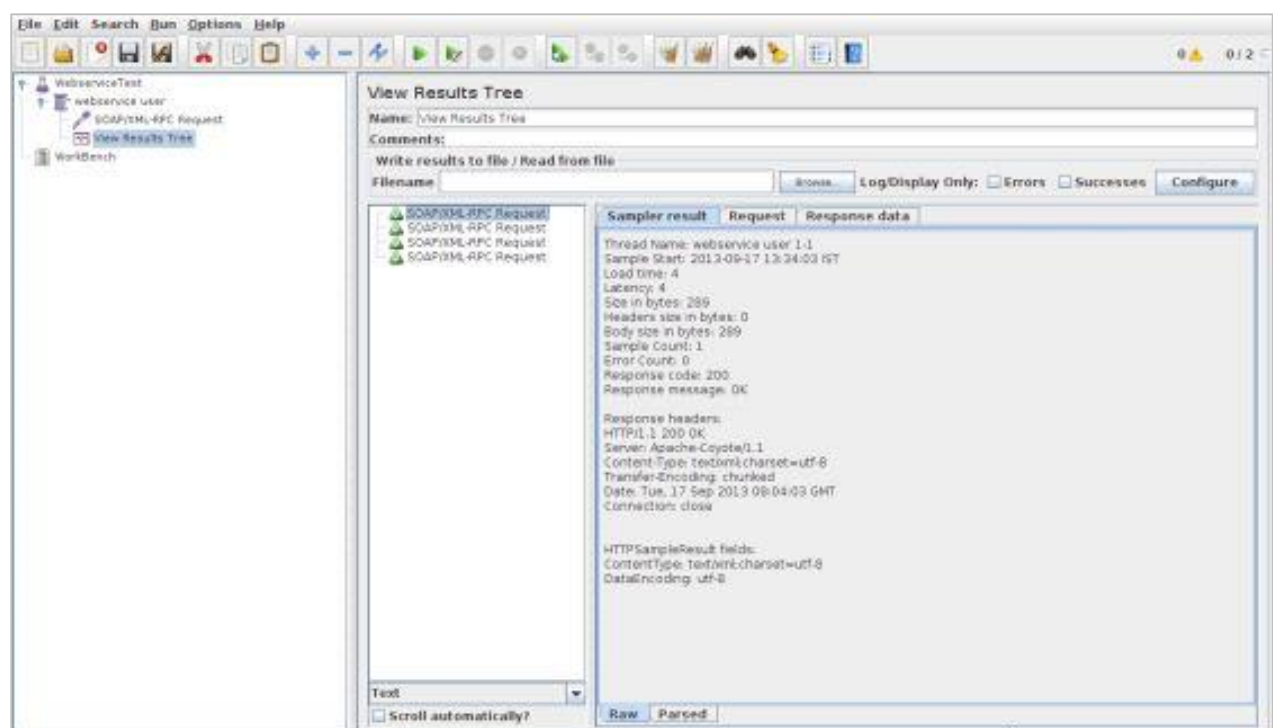 File Edit Search Run Options Help
0 0 / 2
WebserviceTest
webservice user
SOAP/XML-RPC Request
View Results Tree
WorkBench
View Results Tree
Name: View Results Tree
Comments:
Write results to file / Read from file
Filename Browse... Log/Display Only: Errors Successes Configure
SOAP/XML-RPC Request
SOAP/XML-RPC Request
SOAP/XML-RPC Request
SOAP/XML-RPC Request
Text
Scroll automatically?
Sampler result Request Response data
Thread Name: webservice user 1-1
Sample Start: 2013-09-17 13:34:03 IST
Load time: 4
Latency: 4
Size in bytes: 289
Headers size in bytes: 0
Body size in bytes: 289
Sample Count: 1
Error Count: 0
Response code: 200
Response message: OK
Response headers:
HTTP/1.1 200 OK
Server: Apache-Coyote/1.1
Content-Type: text/xml;charset=utf-8
Transfer-Encoding: chunked
Date: Tue, 17 Sep 2013 08:04:03 GMT
Connection: close
HTTPSampleResult fields:
ContentType: text/xml;charset=utf-8
DataEncoding: utf-8
Raw Parsed